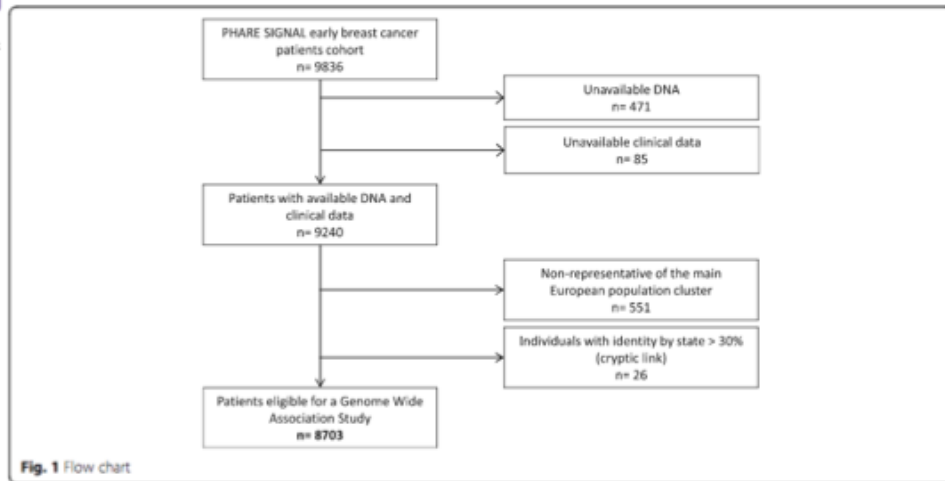 PHARE SIGNAL early breast cancer
patients cohort
n= 9836
Unavailable DNA
n= 471
Unavailable clinical data
n= 85
Patients with available DNA and
clinical data
n= 9240
Non-representative of the main
European population cluster
n= 551
Individuals with identity by state > 30%
(cryptic link)
n= 26
Patients eligible for a Genome Wide
Association Study
n= 8703
Fig. 1 Flow chart